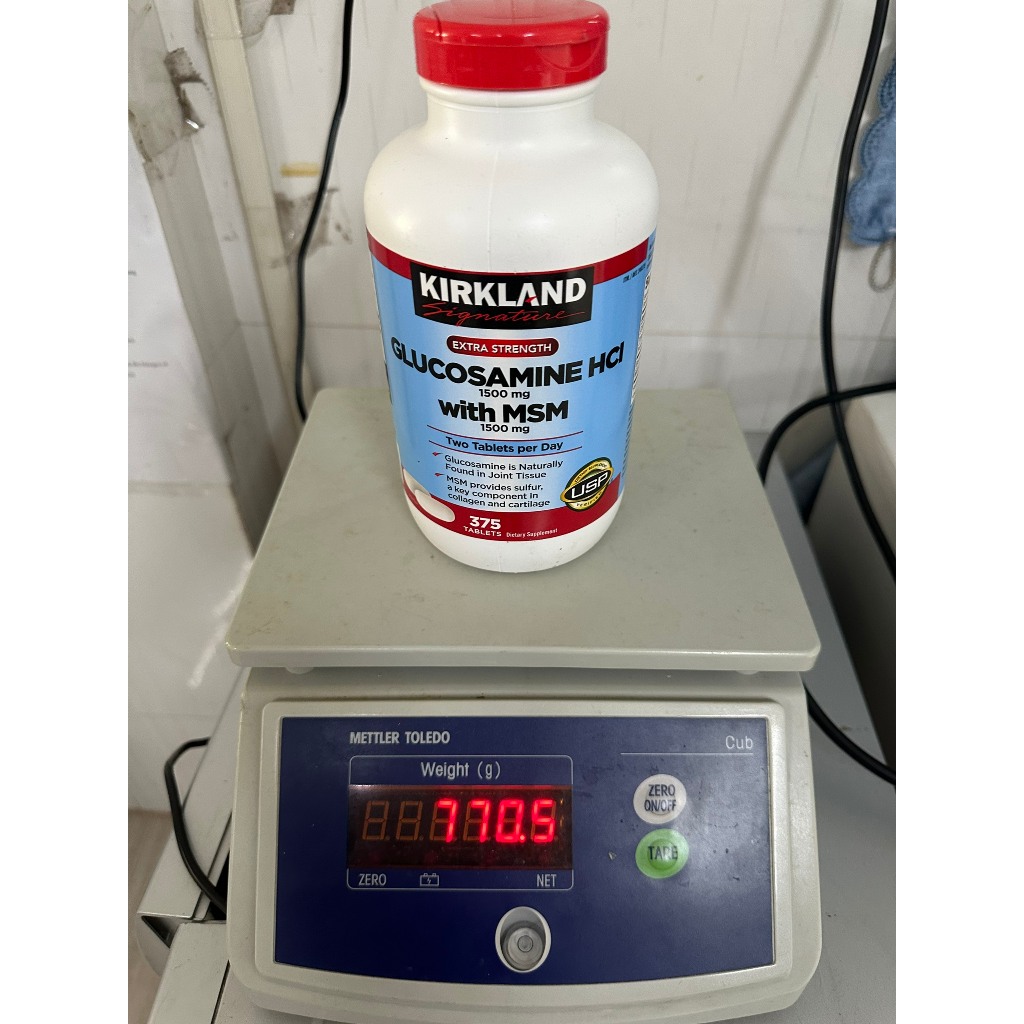 KIRKLAND
Signature
EXTRA STRENGTH
GLUCOSAMINE HCl
1500 mg
with MSM
1500 mg
Two Tablets per Day
Glucosamine is Naturally
Found in Joint Tissue
MSM provides sulfur,
a key component in
collagen and cartilage
USP
375
TABLETS
Dietary Supplement
METTLER TOLEDO
Cub
Weight (g)
770.5
ZERO
NET
ZERO
ON/OFF
TARE